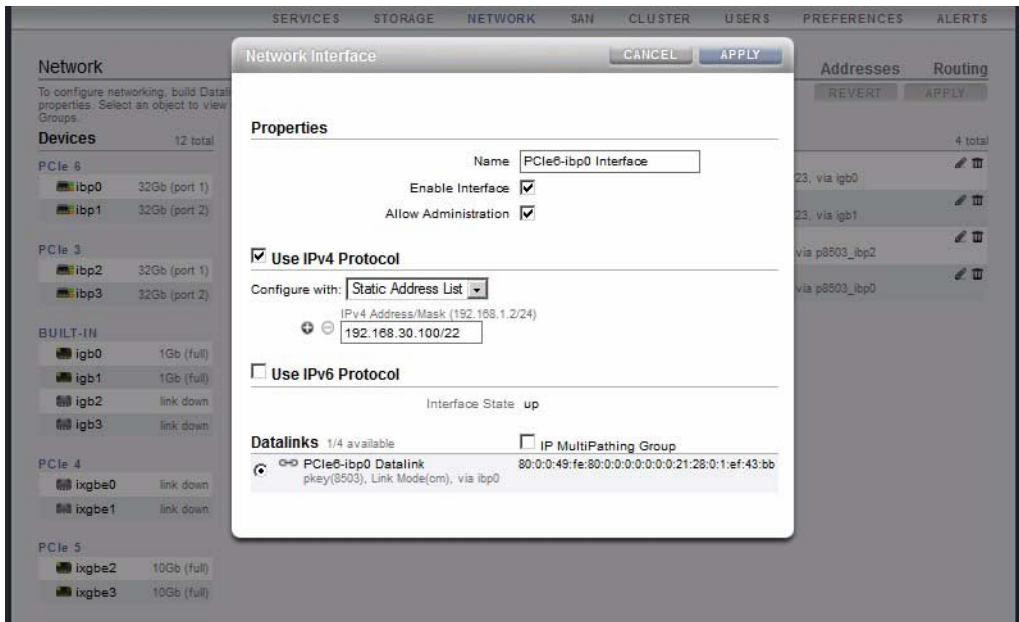 SERVICES STORAGE NETWORK SAN CLUSTER USERS PREFERENCES ALERTS
Network Interface CANCEL APPLY
Network
Addresses Routing
To configure networking, build Datal
properties. Select an object to view
Groups.
REVERT APPLY
Devices 12 total
4 total
PCIe 6
ibp0 32Gb (port 1)
ibp1 32Gb (port 2)
PCIe 3
ibp2 32Gb (port 1)
ibp3 32Gb (port 2)
BUILT-IN
igb0 1Gb (full)
igb1 1Gb (full)
igb2 link down
igb3 link down
PCIe 4
ixgbe0 link down
ixgbe1 link down
PCIe 5
ixgbe2 10Gb (full)
ixgbe3 10Gb (full)
Properties
Name PCIe6-ibp0 Interface
Enable Interface
Allow Administration
Use IPv4 Protocol
Configure with: Static Address List
IPv4 Address/Mask (192.168.1.2/24)
192.168.30.100/22
Use IPv6 Protocol
Interface State up
Datalinks 1/4 available IP MultiPathing Group
PCIe6-ibp0 Datalink 80:0:0:49:fe:80:0:0:0:0:0:0:0:21:28:0:1:ef:43:bb
pkey(8503), Link Mode(cm), via ibp0
23, via igb0
23, via igb1
via p8503_ibp2
via p8503_ibp0